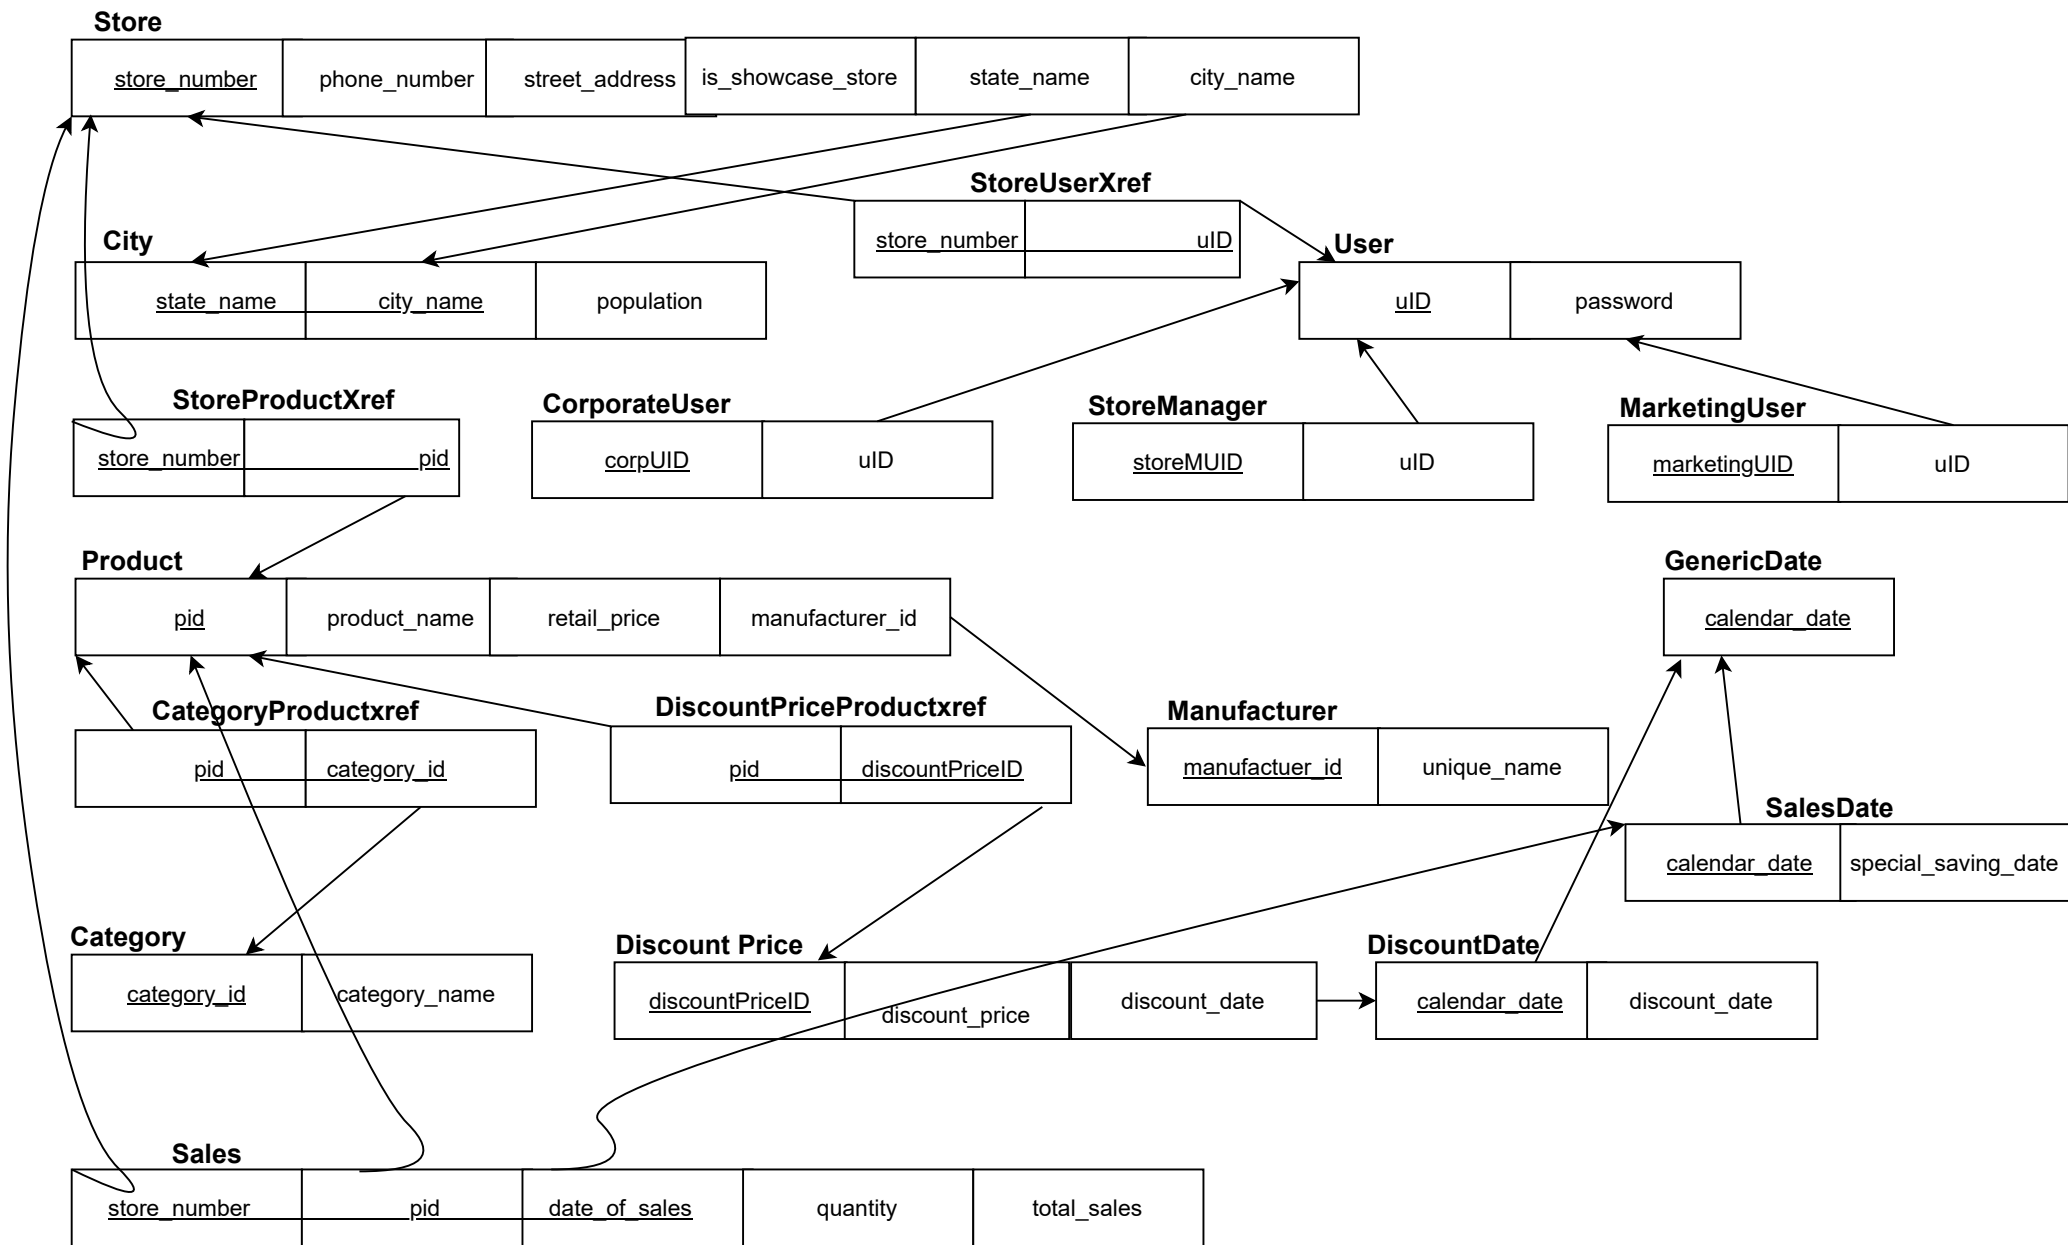 Store
store_number phone_number street_address is_showcase_store state_name city_name
StoreUserXref
store_number uID
City
state_name city_name population
User
uID password
StoreProductXref
store_number pid
CorporateUser
corpUID uID
StoreManager
storeMUID uID
MarketingUser
marketingUID uID
Product
pid product_name retail_price manufacturer_id
GenericDate
calendar_date
CategoryProductxref
pid category_id
DiscountPriceProductxref
pid discountPriceID
Manufacturer
manufactuer_id unique_name
SalesDate
calendar_date special_saving_date
Category
category_id category_name
Discount Price
discountPriceID discount_price discount_date
DiscountDate
calendar_date discount_date
Sales
store_number pid date_of_sales quantity total_sales